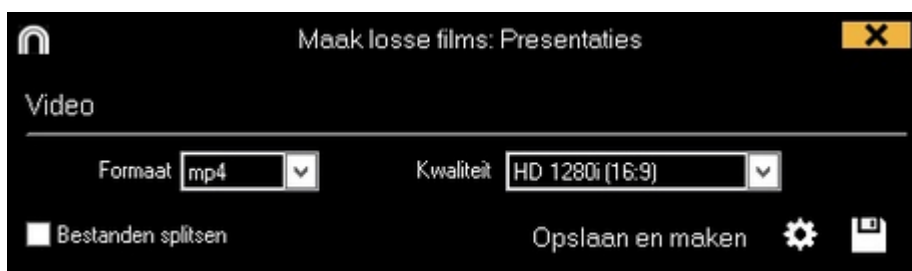 Maak losse films: Presentaties
Video
Formaat mp4 Kwaliteit HD 1280i (16:9)
Bestanden splitsen Opslaan en maken